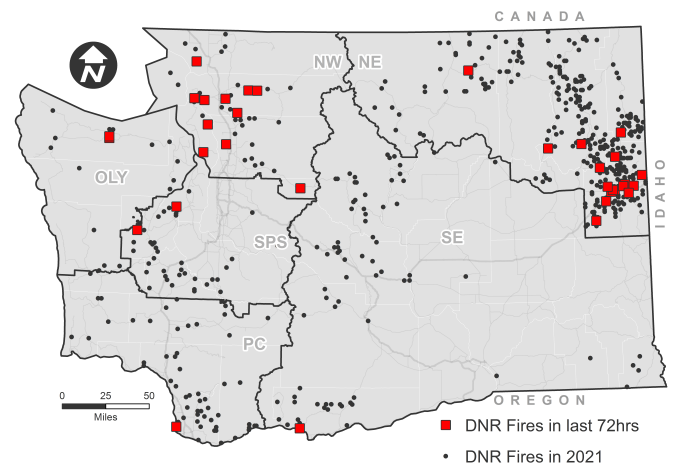 CANADA
N
NW
NE
OLY
IDAHO
SPS
SE
PC
0 25 50
Miles
OREGON
DNR Fires in last 72hrs
DNR Fires in 2021